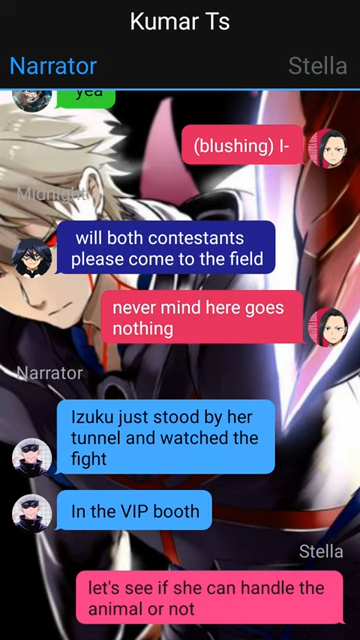 Kumar Ts
Narrator
Stella
yea
(blushing) I-
Midnight
will both contestants
please come to the field
never mind here goes
nothing
Narrator
Izuku just stood by her
tunnel and watched the
fight
In the VIP booth
Stella
let's see if she can handle the
animal or not